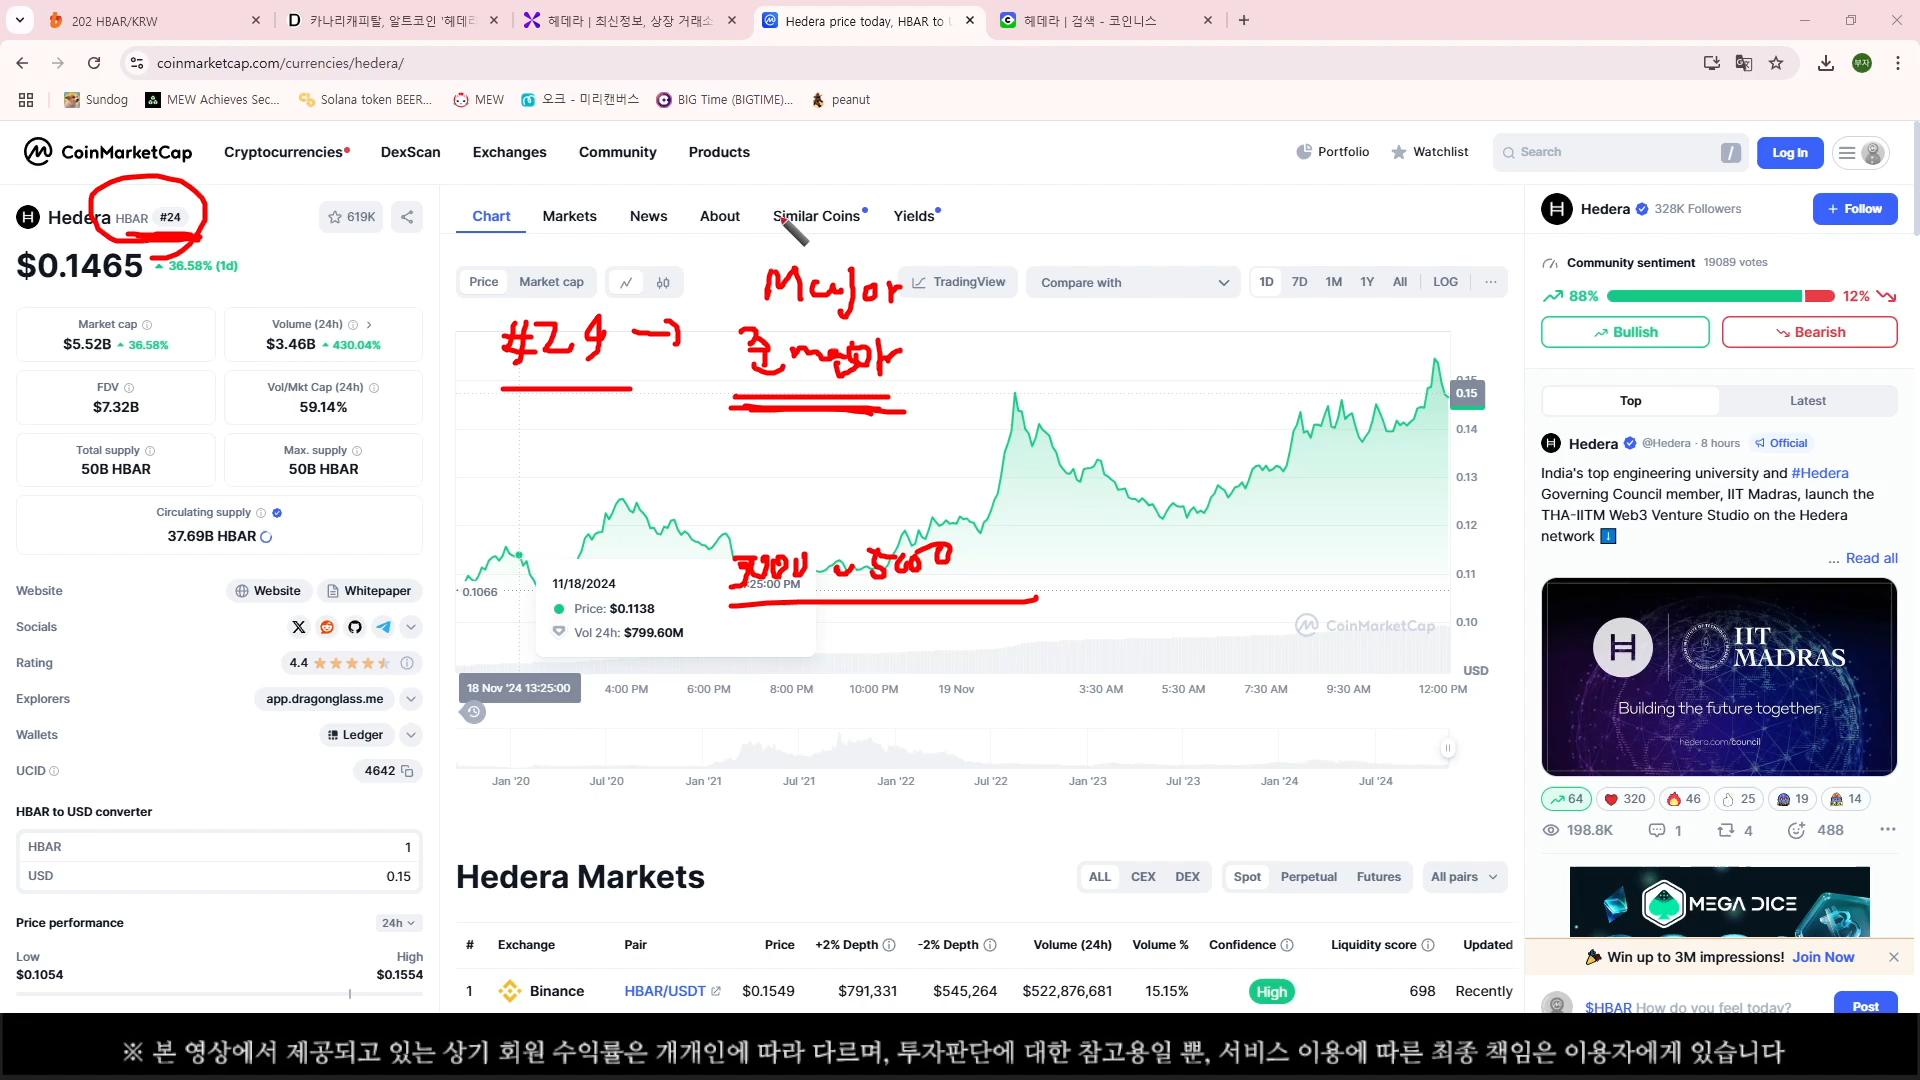 202 HBAR/KRW
카나리캐피탈, 알트코인 '헤데라
헤데라 | 최신정보, 상장 거래소
Hedera price today, HBAR to
헤데라 | 검색 - 코인니스
coinmarketcap.com/currencies/hedera/
부자
Sundog
MEW Achieves Sec...
Solana token BEER...
MEW
오크 - 미리캔버스
BIG Time (BIGTIME)...
peanut
CoinMarketCap
Cryptocurrencies
DexScan
Exchanges
Community
Products
Portfolio
Watchlist
Search
/
Log In
Hedera HBAR #24
619K
$0.1465
36.58% (1d)
Market cap
$5.52B 36.58%
Volume (24h)
$3.46B 430.04%
FDV
$7.32B
Vol/Mkt Cap (24h)
59.14%
Total supply
50B HBAR
Max. supply
50B HBAR
Circulating supply
37.69B HBAR
Website
Website
Whitepaper
Socials
Rating
4.4
Explorers
app.dragonglass.me
Wallets
Ledger
UCID
4642
HBAR to USD converter
HBAR
1
USD
0.15
Price performance
24h
Low
High
$0.1054
$0.1554
Chart
Markets
News
About
Similar Coins
Yields
Price
Market cap
TradingView
Compare with
1D
7D
1M
1Y
All
LOG
Major
#24
준 major
0.15
0.15
0.14
0.13
0.12
0.11
0.10
USD
0.1066
11/18/2024
:25:00 PM
Price: $0.1138
Vol 24h: $799.60M
CoinMarketCap
18 Nov '24 13:25:00
4:00 PM
6:00 PM
8:00 PM
10:00 PM
19 Nov
3:30 AM
5:30 AM
7:30 AM
9:30 AM
12:00 PM
Jan '20
Jul '20
Jan '21
Jul '21
Jan '22
Jul '22
Jan '23
Jul '23
Jan '24
Jul '24
Hedera Markets
ALL
CEX
DEX
Spot
Perpetual
Futures
All pairs
#
Exchange
Pair
Price
+2% Depth
-2% Depth
Volume (24h)
Volume %
Confidence
Liquidity score
Updated
1
Binance
HBAR/USDT
$0.1549
$791,331
$545,264
$522,876,681
15.15%
High
698
Recently
Hedera
328K Followers
+ Follow
Community sentiment 19089 votes
88%
12%
Bullish
Bearish
Top
Latest
Hedera @Hedera · 8 hours Official
India's top engineering university and #Hedera
Governing Council member, IIT Madras, launch the
THA-IITM Web3 Venture Studio on the Hedera
network
... Read all
IIT
MADRAS
Building the future together.
hedera.com/council
64
320
46
25
19
14
198.8K
1
4
488
MEGA DICE
Win up to 3M impressions! Join Now
$HBAR How do you feel today?
Post
※ 본 영상에서 제공되고 있는 상기 회원 수익률은 개개인에 따라 다르며, 투자판단에 대한 참고용일 뿐, 서비스 이용에 따른 최종 책임은 이용자에게 있습니다